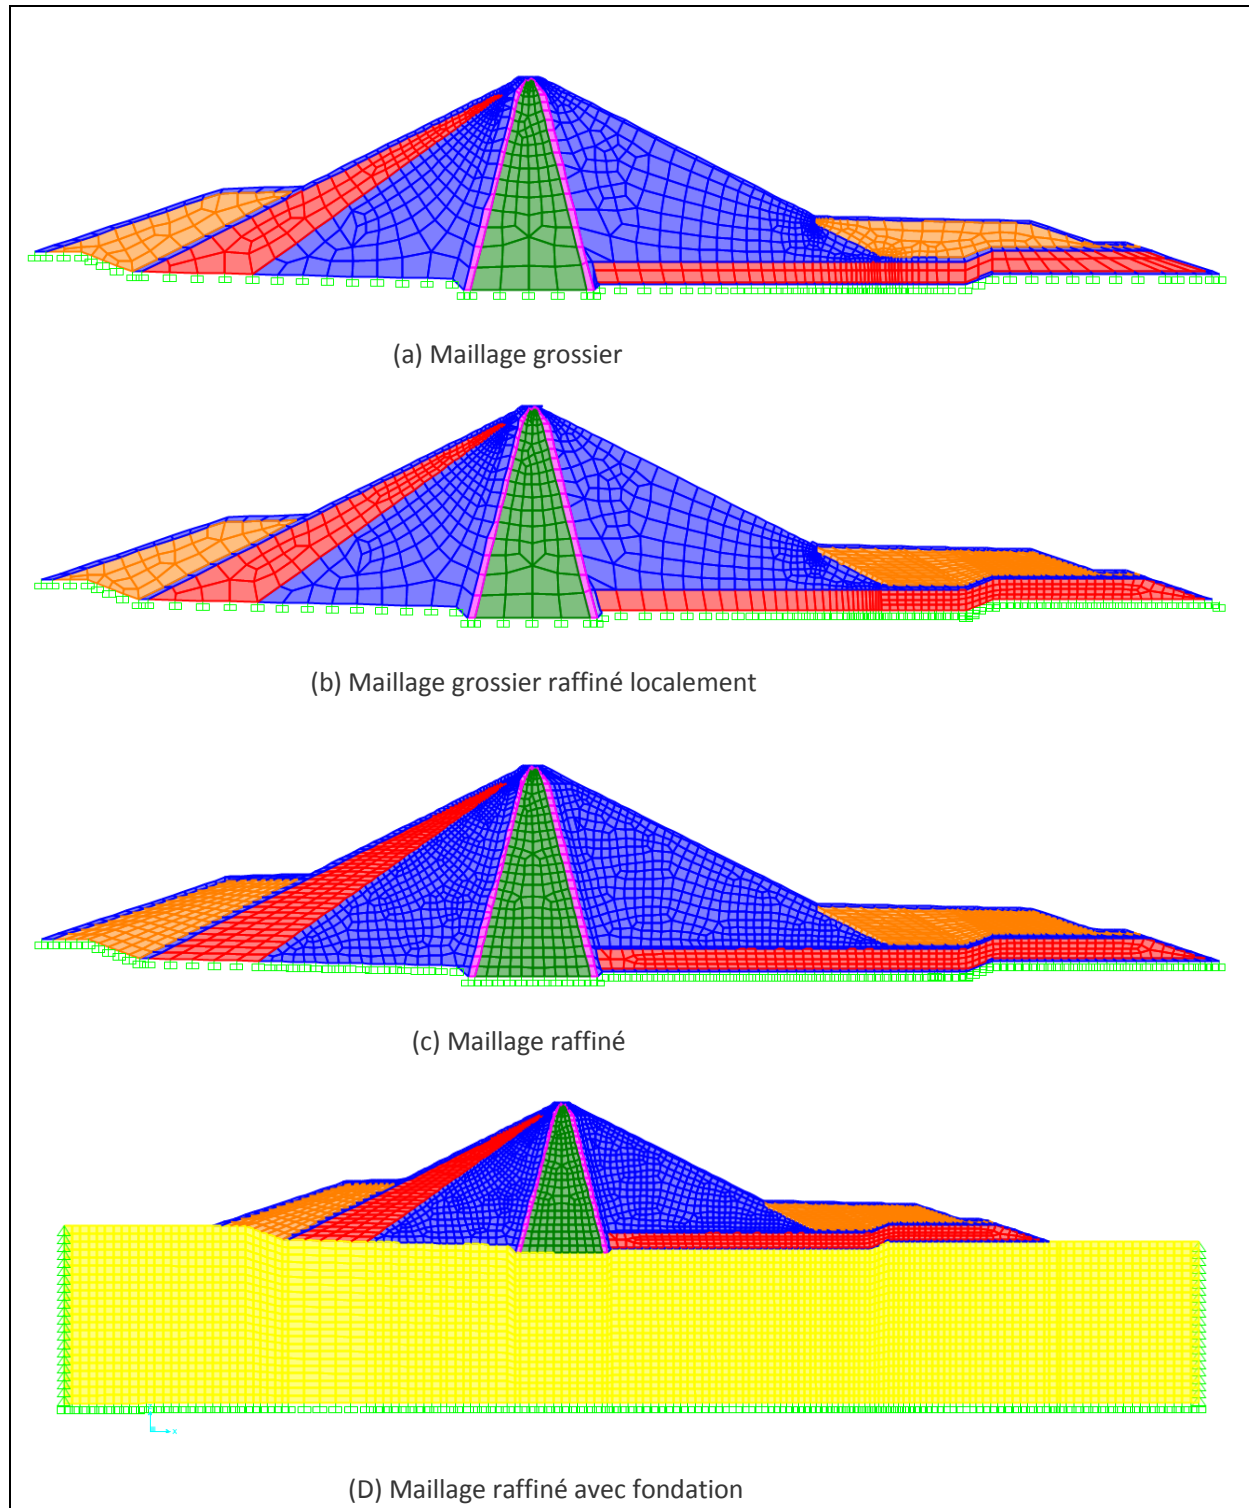 (a) Maillage grossier
(b) Maillage grossier raffiné localement
(c) Maillage raffiné
x
(D) Maillage raffiné avec fondation